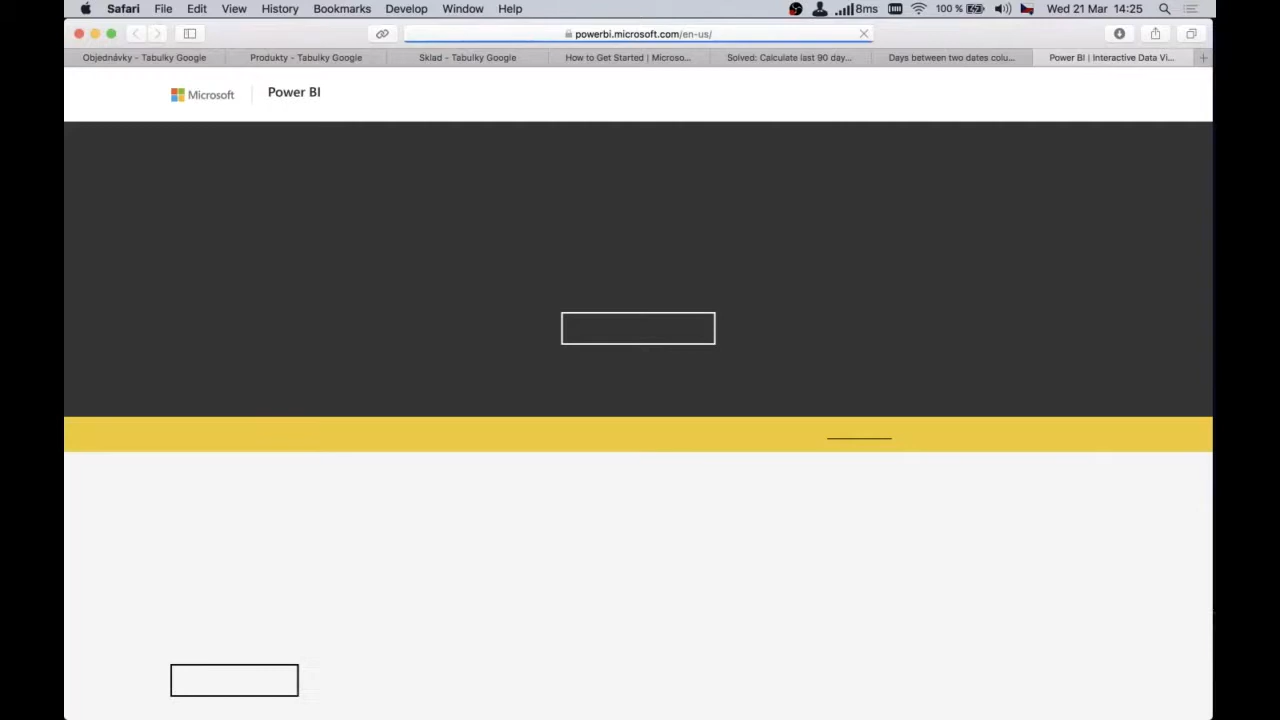 Safari File Edit View History Bookmarks Develop Window Help 8ms 100 % Wed 21 Mar 14:25
powerbi.microsoft.com/en-us/
Objednávky - Tabulky Google Produkty - Tabulky Google Sklad - Tabulky Google How to Get Started | Microso... Solved: Calculate last 90 day... Days between two dates colu... Power BI | Interactive Data Vi...
Microsoft Power BI